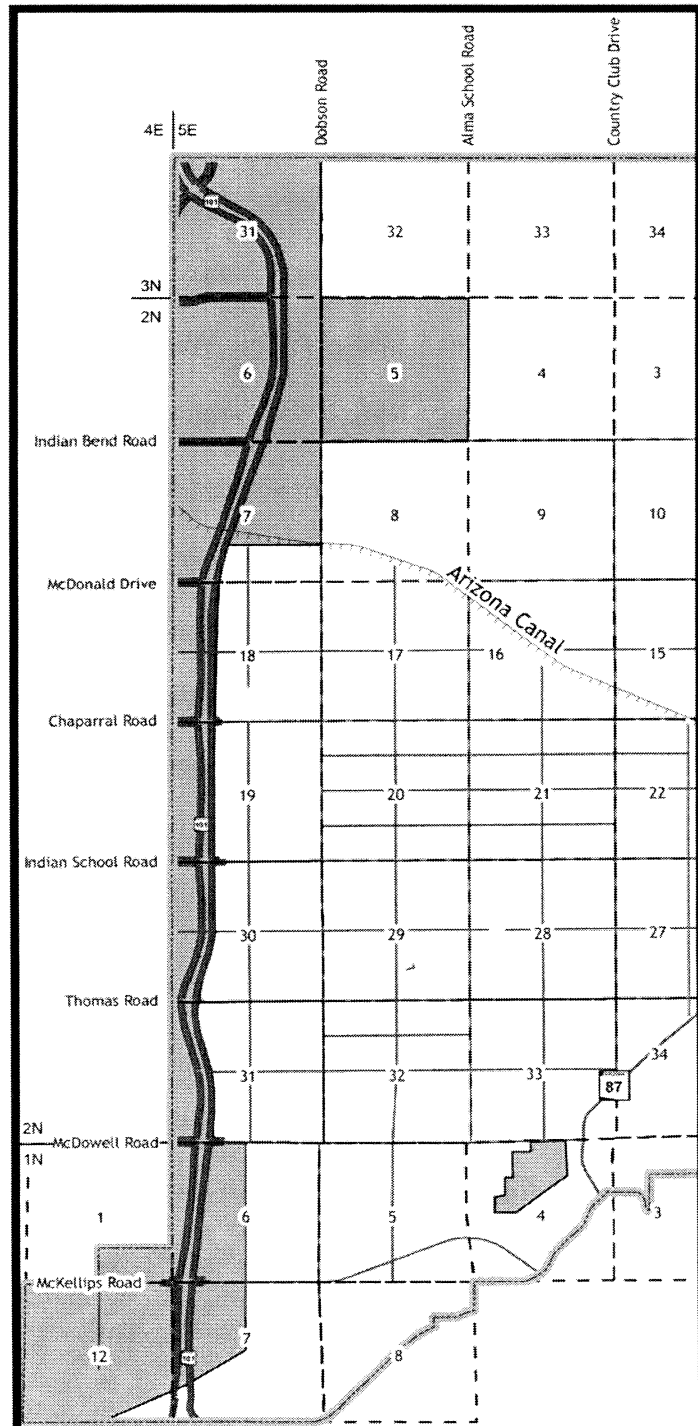 Dobson Road
Alma School Road
Country Club Drive
4E 5E
101
31 32 33 34
3N
2N
6 5 4 3
Indian Bend Road
7 8 9 10
McDonald Drive
Arizona Canal
18 17 16 15
Chaparral Road
19 20 21 22
101
Indian School Road
30 29 28 27
Thomas Road
34
31 32 33
87
2N
McDowell Road
1N
1 6 5 4 3
McKellips Road
7
12 101 8